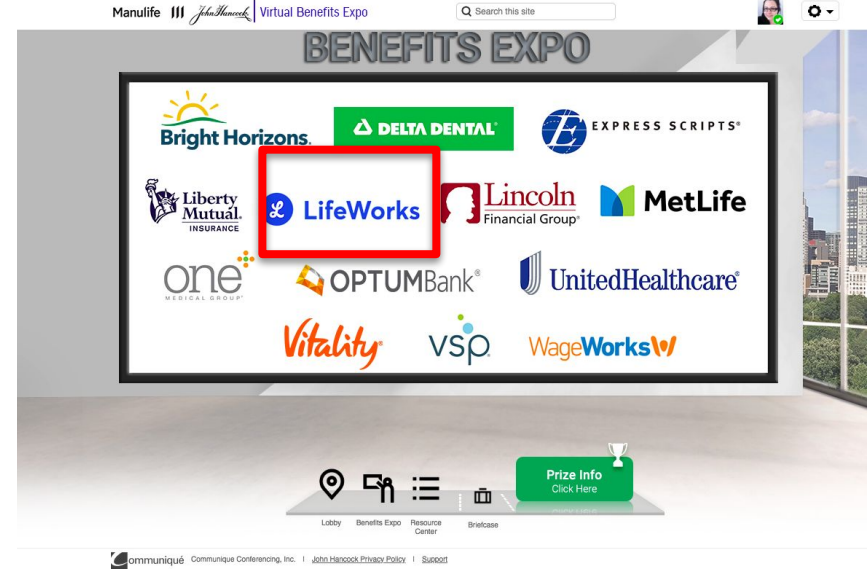 Manulife John Hancock Virtual Benefits Expo
Search this site
BENEFITS EXPO
Bright Horizons.
DELTA DENTAL®
EXPRESS SCRIPTS®
Liberty
Mutual.
INSURANCE
LifeWorks
Lincoln
Financial Group®
MetLife
one
MEDICAL GROUP®
OPTUMBank®
UnitedHealthcare®
Vitality
vsp.
WageWorks
Prize Info
Click Here
Lobby
Benefits Expo
Resource
Center
Briefcase
ommuniqué Communique Conferencing, Inc. | John Hancock Privacy Policy | Support